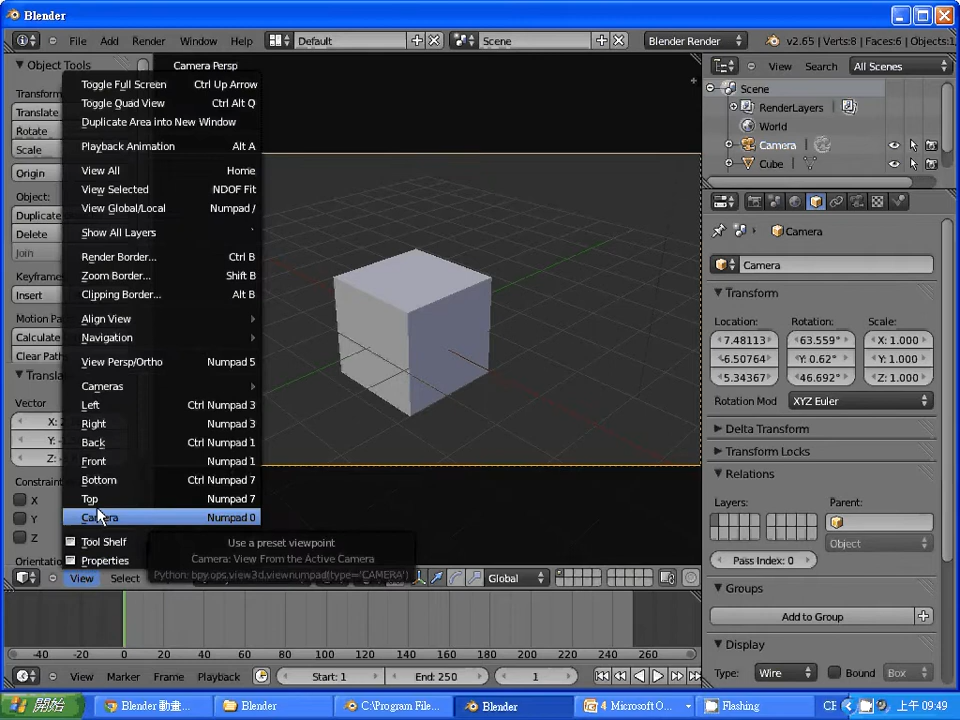 Blender
File Add Render Window Help
Default
Scene
Blender Render
v2.65 | Verts:8 | Faces:6 | Objects:1
Object Tools
Transform
Translate
Rotate
Scale
Origin
Object:
Duplicate
Delete
Join
Keyframes
Insert
Motion Pa
Calculate
Clear Path
Translate
Vector
X:
Y:
Z:
Constraint
X
Y
Z
Orientatio
Camera Persp
Toggle Full Screen Ctrl Up Arrow
Toggle Quad View Ctrl Alt Q
Duplicate Area into New Window
Playback Animation Alt A
View All Home
View Selected NDOF Fit
View Global/Local Numpad /
Show All Layers `
Render Border... Ctrl B
Zoom Border... Shift B
Clipping Border... Alt B
Align View
Navigation
View Persp/Ortho Numpad 5
Cameras
Left Ctrl Numpad 3
Right Numpad 3
Back Ctrl Numpad 1
Front Numpad 1
Bottom Ctrl Numpad 7
Top Numpad 7
Camera Numpad 0
Tool Shelf
Properties
Use a preset viewpoint
Camera: View From the Active Camera
Python: bpy.ops.view3d.viewnumpad(type='CAMERA')
View Select
Global
-40 -20 0 20 40 60 80 100 120 140 160 180 200 220 240 260
View Marker Frame Playback
Start: 1
End: 250
1
View Search All Scenes
Scene
RenderLayers
World
Camera
Cube
Camera
Camera
Transform
Location: Rotation: Scale:
7.48113 63.559° X: 1.000
-6.50764 Y: 0.62° Y: 1.000
5.34367 46.692° Z: 1.000
Rotation Mod XYZ Euler
Delta Transform
Transform Locks
Relations
Layers: Parent:
Object
Pass Index: 0
Groups
Add to Group
Display
Type: Wire Bound Box
開始
Blender 動畫...
Blender
C:\Program File...
Blender
4 Microsoft O...
Flashing
CH
上午 09:49